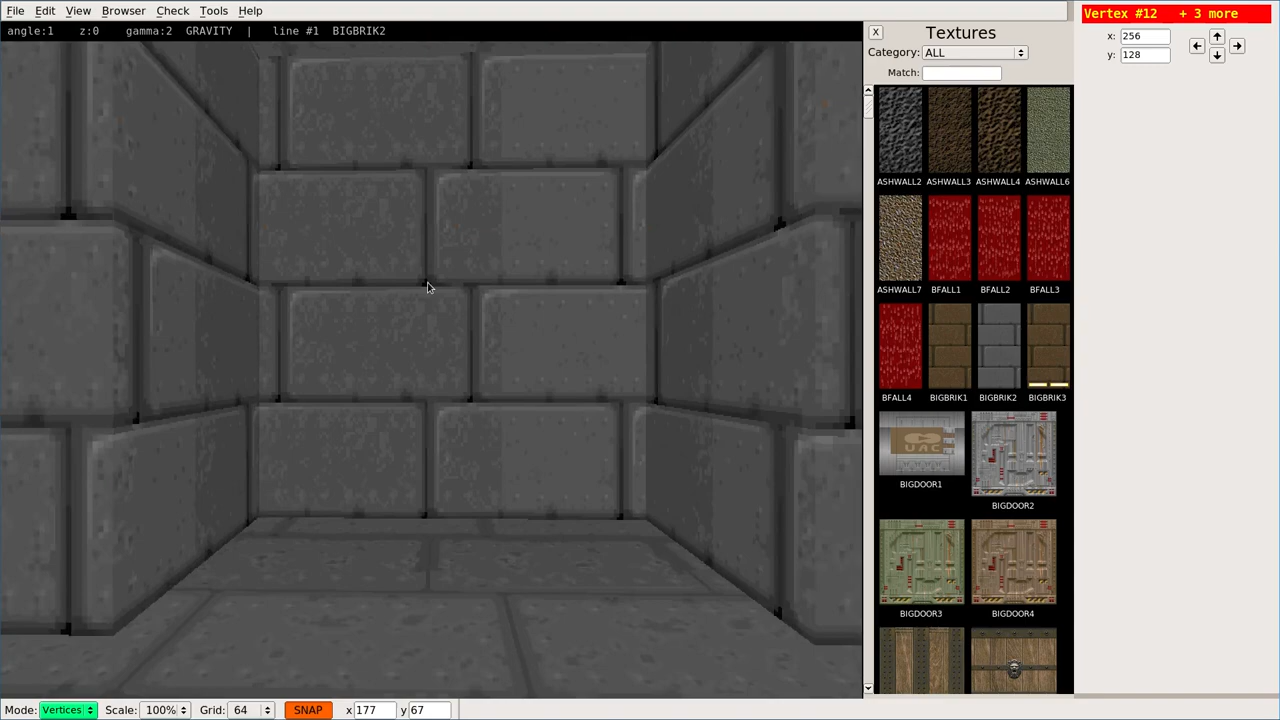 File Edit View Browser Check Tools Help
angle:1 z:0 gamma:2 GRAVITY | line #1 BIGBRIK2
X Textures
Category: ALL
Match:
ASHWALL2 ASHWALL3 ASHWALL4 ASHWALL6
ASHWALL7 BFALL1 BFALL2 BFALL3
BFALL4 BIGBRIK1 BIGBRIK2 BIGBRIK3
UAC
BIGDOOR1
BIGDOOR2
BIGDOOR3 BIGDOOR4
Vertex #12 + 3 more
x: 256
y: 128
Mode: Vertices Scale: 100% Grid: 64 SNAP x 177 y 67